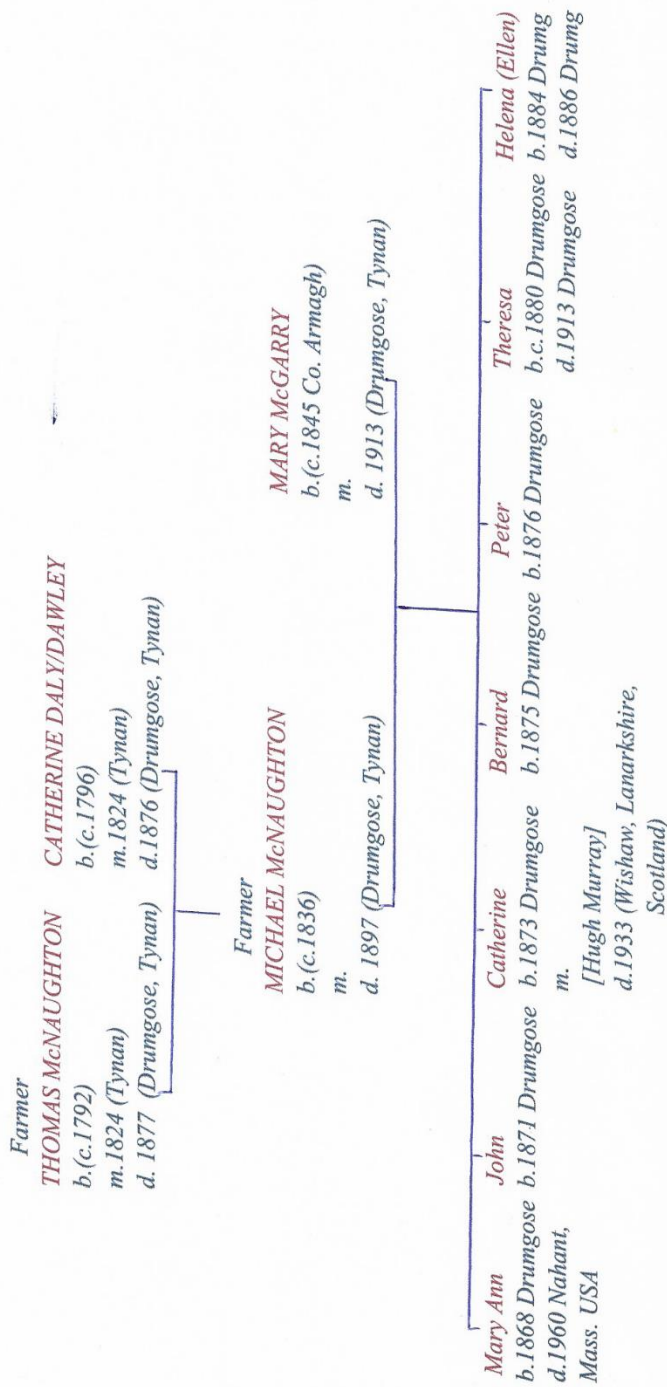 Farmer
THOMAS McNAUGHTON
b.(c.1792)
m.1824 (Tynan)
d. 1877 (Drumgose, Tynan)
CATHERINE DALY/DAWLEY
b.(c.1796)
m.1824 (Tynan)
d.1876 (Drumgose, Tynan)
Farmer
MICHAEL McNAUGHTON
b.(c.1836)
m.
d. 1897 (Drumgose, Tynan)
MARY McGARRY
b.(c.1845 Co. Armagh)
m.
d. 1913 (Drumgose, Tynan)
Mary Ann
b.1868 Drumgose
d.1960 Nahant,
Mass. USA
John
b.1871 Drumgose
Catherine
b.1873 Drumgose
m.
[Hugh Murray]
d.1933 (Wishaw, Lanarkshire,
Scotland)
Bernard
b.1875 Drumgose
Peter
b.1876 Drumgose
Theresa
b.c.1880 Drumgose
d.1913 Drumgose
Helena (Ellen)
b.1884 Drumg
d.1886 Drumg